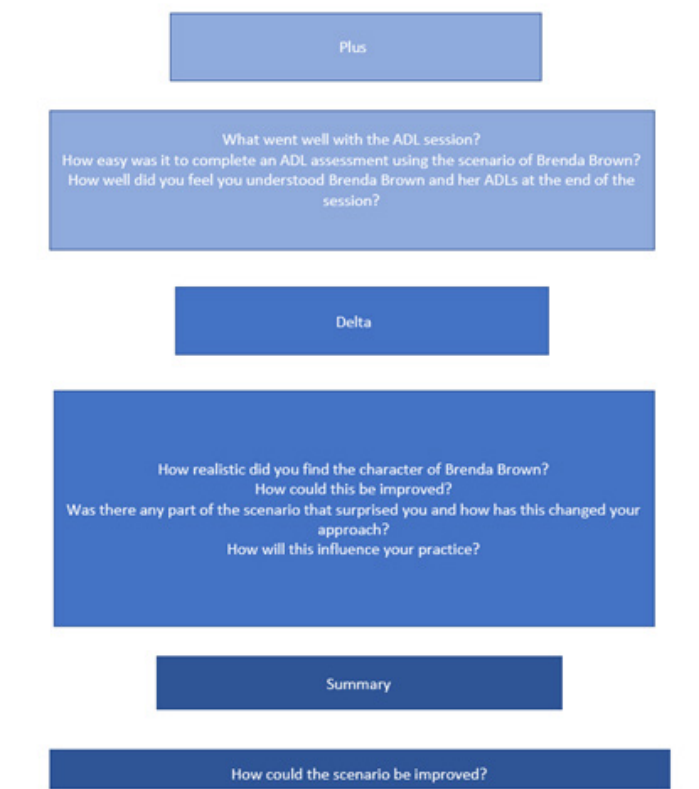 Plus
What went well with the ADL session?
How easy was it to complete an ADL assessment using the scenario of Brenda Brown?
How well did you feel you understood Brenda Brown and her ADLs at the end of the
session?
Delta
How realistic did you find the character of Brenda Brown?
How could this be improved?
Was there any part of the scenario that surprised you and how has this changed your
approach?
How will this influence your practice?
Summary
How could the scenario be improved?